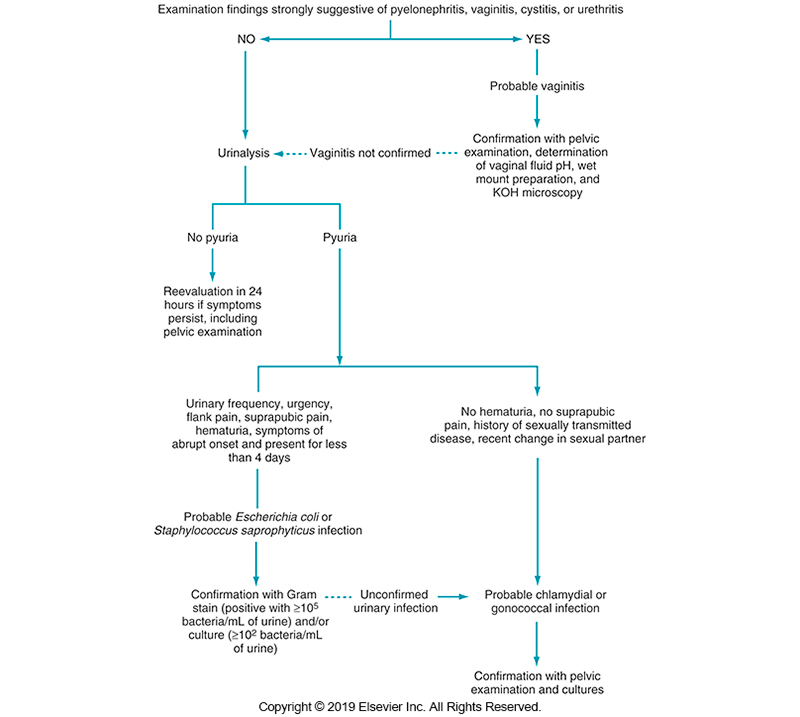 Examination findings strongly suggestive of pyelonephritis, vaginitis, cystitis, or urethritis
NO
YES
Probable vaginitis
Urinalysis
Vaginitis not confirmed
Confirmation with pelvic
examination, determination
of vaginal fluid pH, wet
mount preparation, and
KOH microscopy
No pyuria
Pyuria
Reevaluation in 24
hours if symptoms
persist, including
pelvic examination
Urinary frequency, urgency,
flank pain, suprapubic pain,
hematuria, symptoms of
abrupt onset and present for less
than 4 days
No hematuria, no suprapubic
pain, history of sexually transmitted
disease, recent change in sexual partner
Probable Escherichia coli or
Staphylococcus saprophyticus infection
Confirmation with Gram
stain (positive with ≥10⁵
bacteria/mL of urine) and/or
culture (≥10² bacteria/mL
of urine)
Unconfirmed
urinary infection
Probable chlamydial or
gonococcal infection
Confirmation with pelvic
examination and cultures
Copyright © 2019 Elsevier Inc. All Rights Reserved.